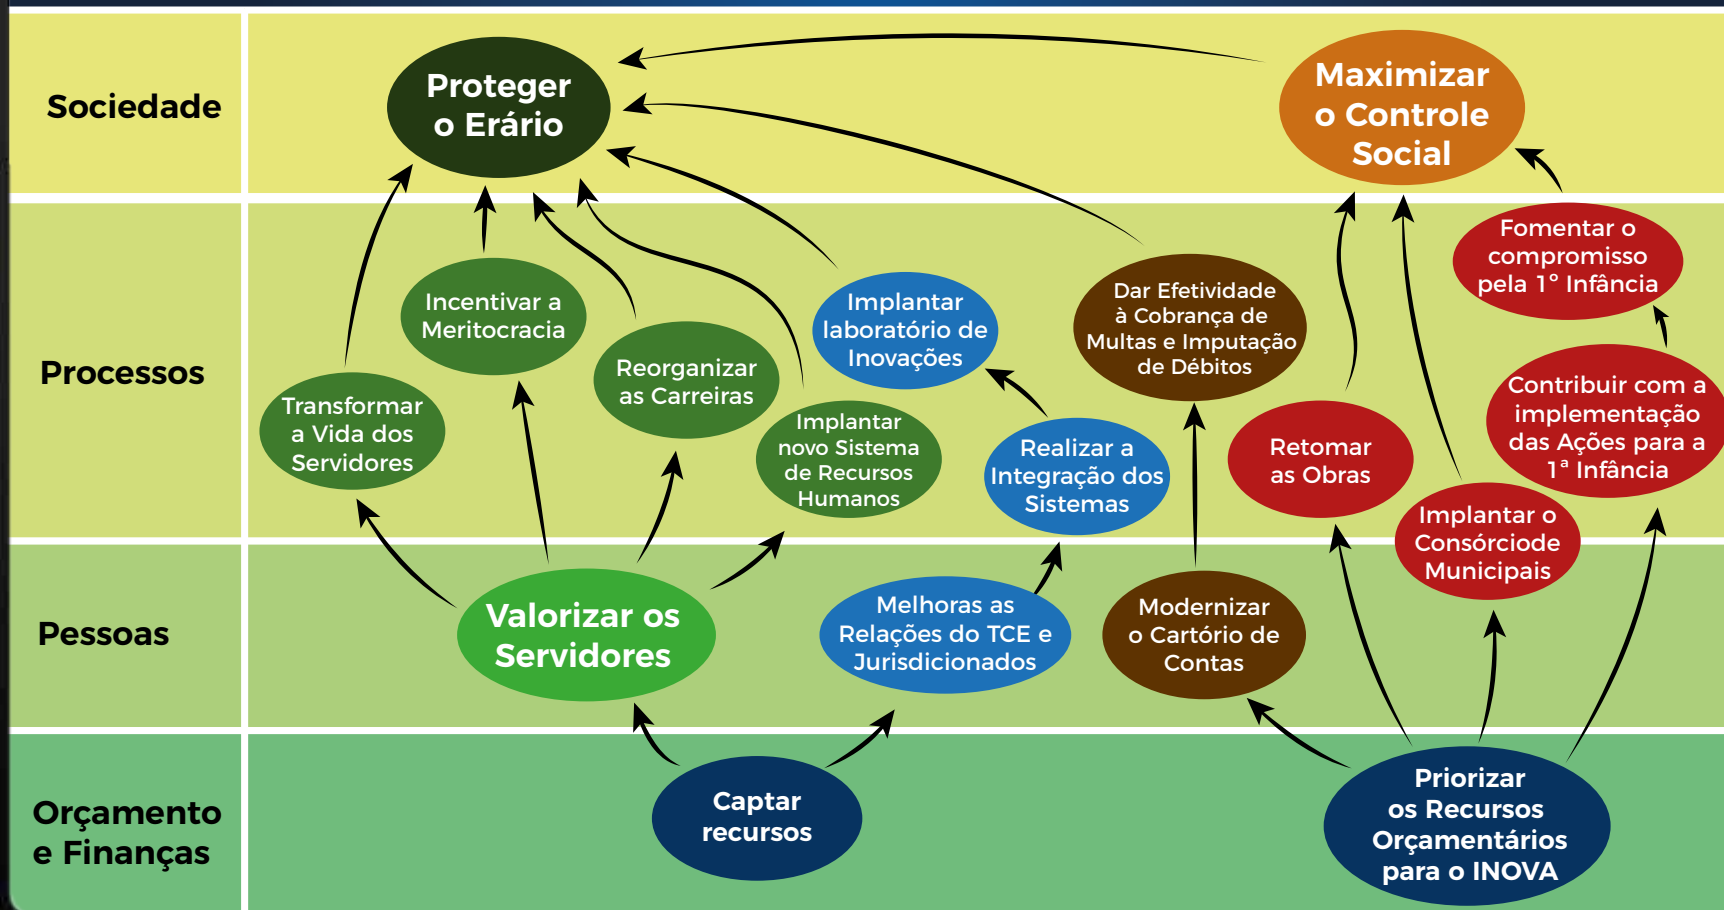 Sociedade
Proteger
o Erário
Maximizar
o Controle
Social
Processos
Transformar
a Vida dos
Servidores
Incentivar a
Meritocracia
Reorganizar
as Carreiras
Implantar
novo Sistema
de Recursos
Humanos
Implantar
laboratório de
Inovações
Realizar a
Integração dos
Sistemas
Dar Efetividade
à Cobrança de
Multas e Imputação
de Débitos
Retomar
as Obras
Implantar o
Consórciode
Municipais
Fomentar o
compromisso
pela 1º Infância
Contribuir com a
implementação
das Ações para a
1ª Infância
Pessoas
Valorizar os
Servidores
Melhoras as
Relações do TCE e
Jurisdicionados
Modernizar
o Cartório de
Contas
Orçamento
e Finanças
Captar
recursos
Priorizar
os Recursos
Orçamentários
para o INOVA